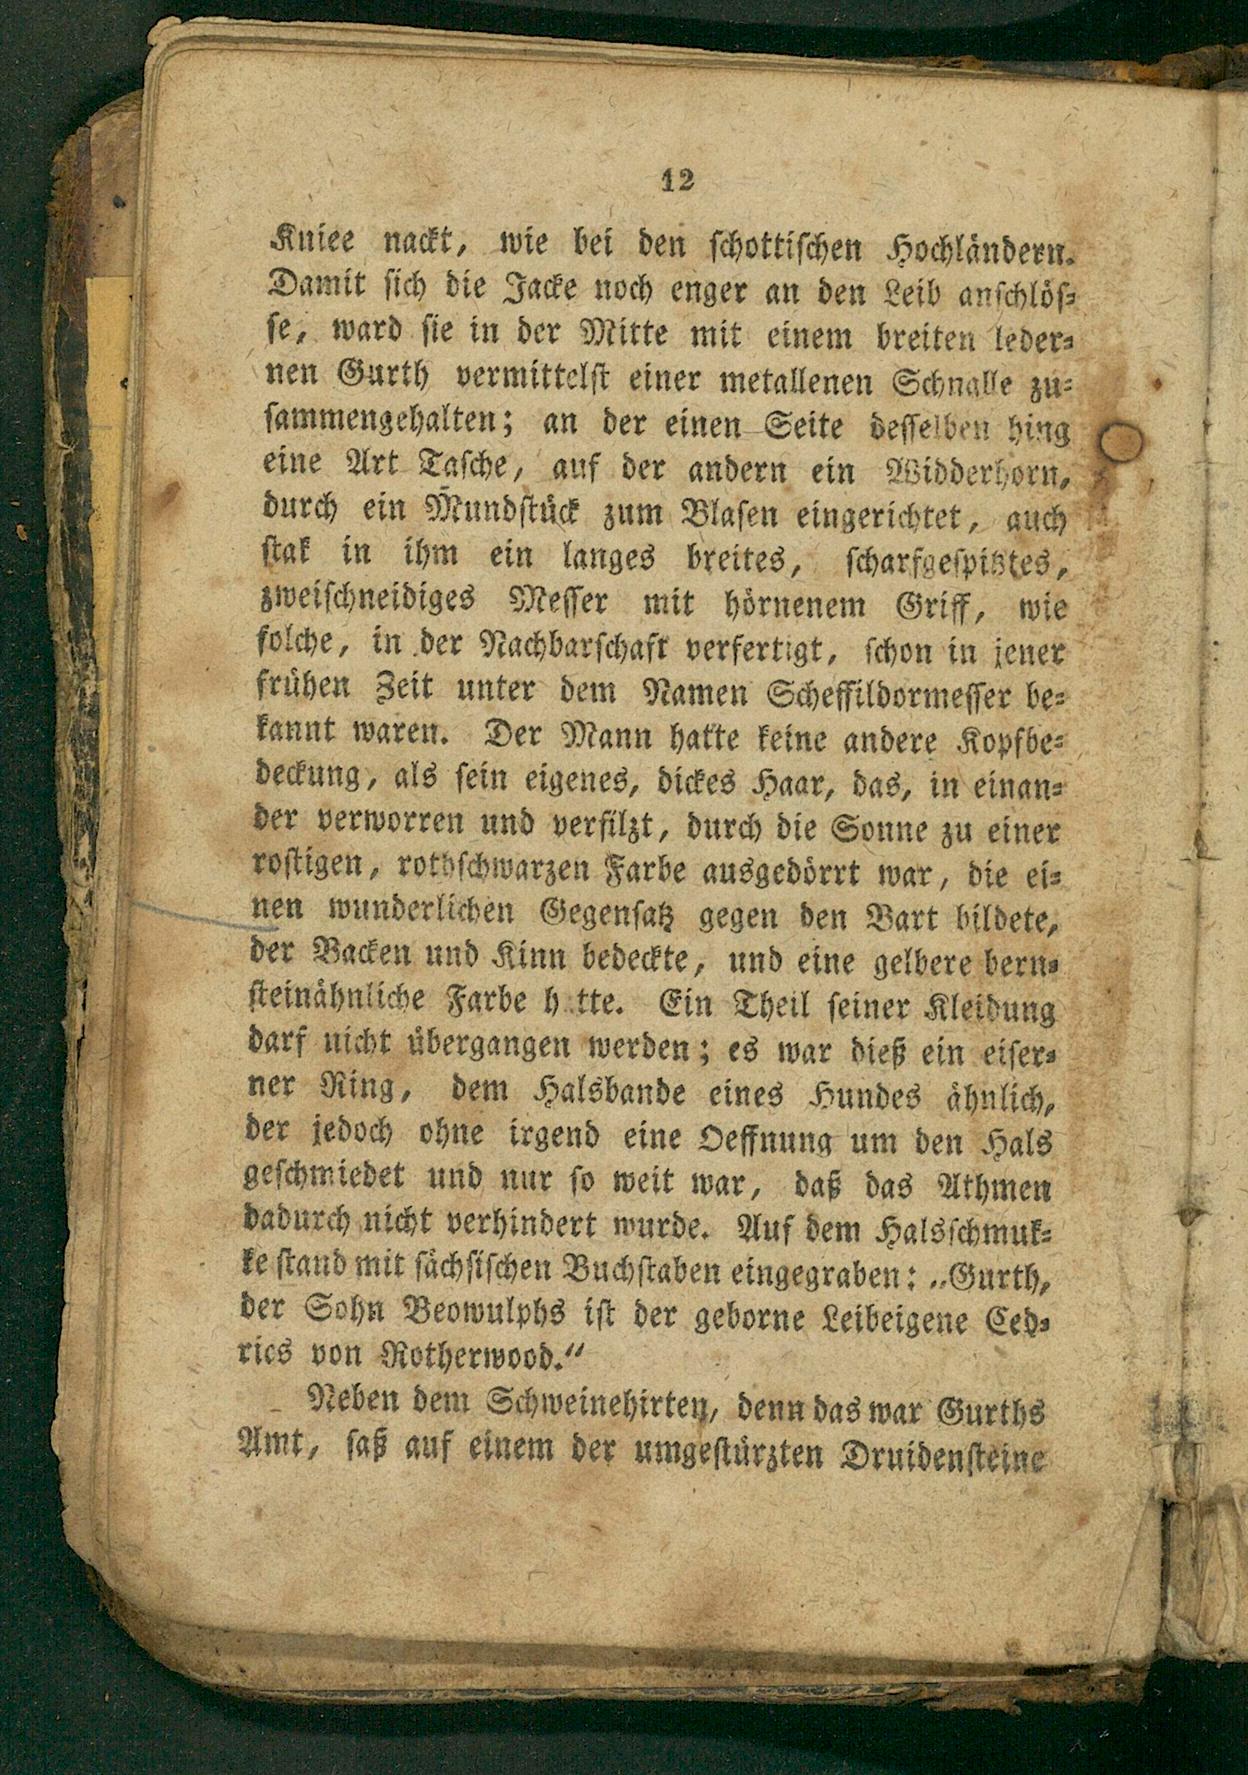 12
Kniee nackt, wie bei den schottischen Hochländern.
Damit sich die Jacke noch enger an den Leib anschlös-
se, ward sie in der Mitte mit einem breiten leder-
nen Gurth vermittelst einer metallenen Schnalle zu-
sammengehalten; an der einen Seite desselben hing
eine Art Tasche, auf der andern ein Widderhorn,
durch ein Mundstück zum Blasen eingerichtet, auch
stak in ihm ein langes breites, scharfgespitztes,
zweischneidiges Messer mit hörnenem Griff, wie
solche, in der Nachbarschaft verfertigt, schon in jener
frühen Zeit unter dem Namen Scheffildormesser be-
kannt waren. Der Mann hatte keine andere Kopfbe-
deckung, als sein eigenes, dickes Haar, das, in einan-
der verworren und verfilzt, durch die Sonne zu einer
rostigen, rothschwarzen Farbe ausgedörrt war, die ei-
nen wunderlichen Gegensatz gegen den Bart bildete,
der Backen und Kinn bedeckte, und eine gelbere bern-
steinähnliche Farbe h tte. Ein Theil seiner Kleidung
darf nicht übergangen werden; es war dieß ein eiser-
ner Ring, dem Halsbande eines Hundes ähnlich,
der jedoch ohne irgend eine Oeffnung um den Hals
geschmiedet und nur so weit war, daß das Athmen
dadurch nicht verhindert wurde. Auf dem Halsschmuk-
ke stand mit sächsischen Buchstaben eingegraben: „Gurth,
der Sohn Beowulphs ist der geborne Leibeigene Ced-
rics von Rotherwood.“
Neben dem Schweinehirten, denn das war Gurths
Amt, saß auf einem der umgestürzten Druidensteine